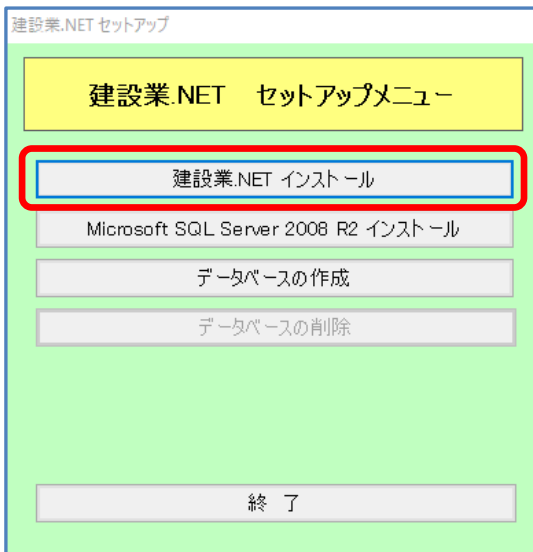 建設業.NET セットアップ
建設業.NET　セットアップメニュー
建設業.NET インストール
Microsoft SQL Server 2008 R2 インストール
データベースの作成
データベースの削除
終　了